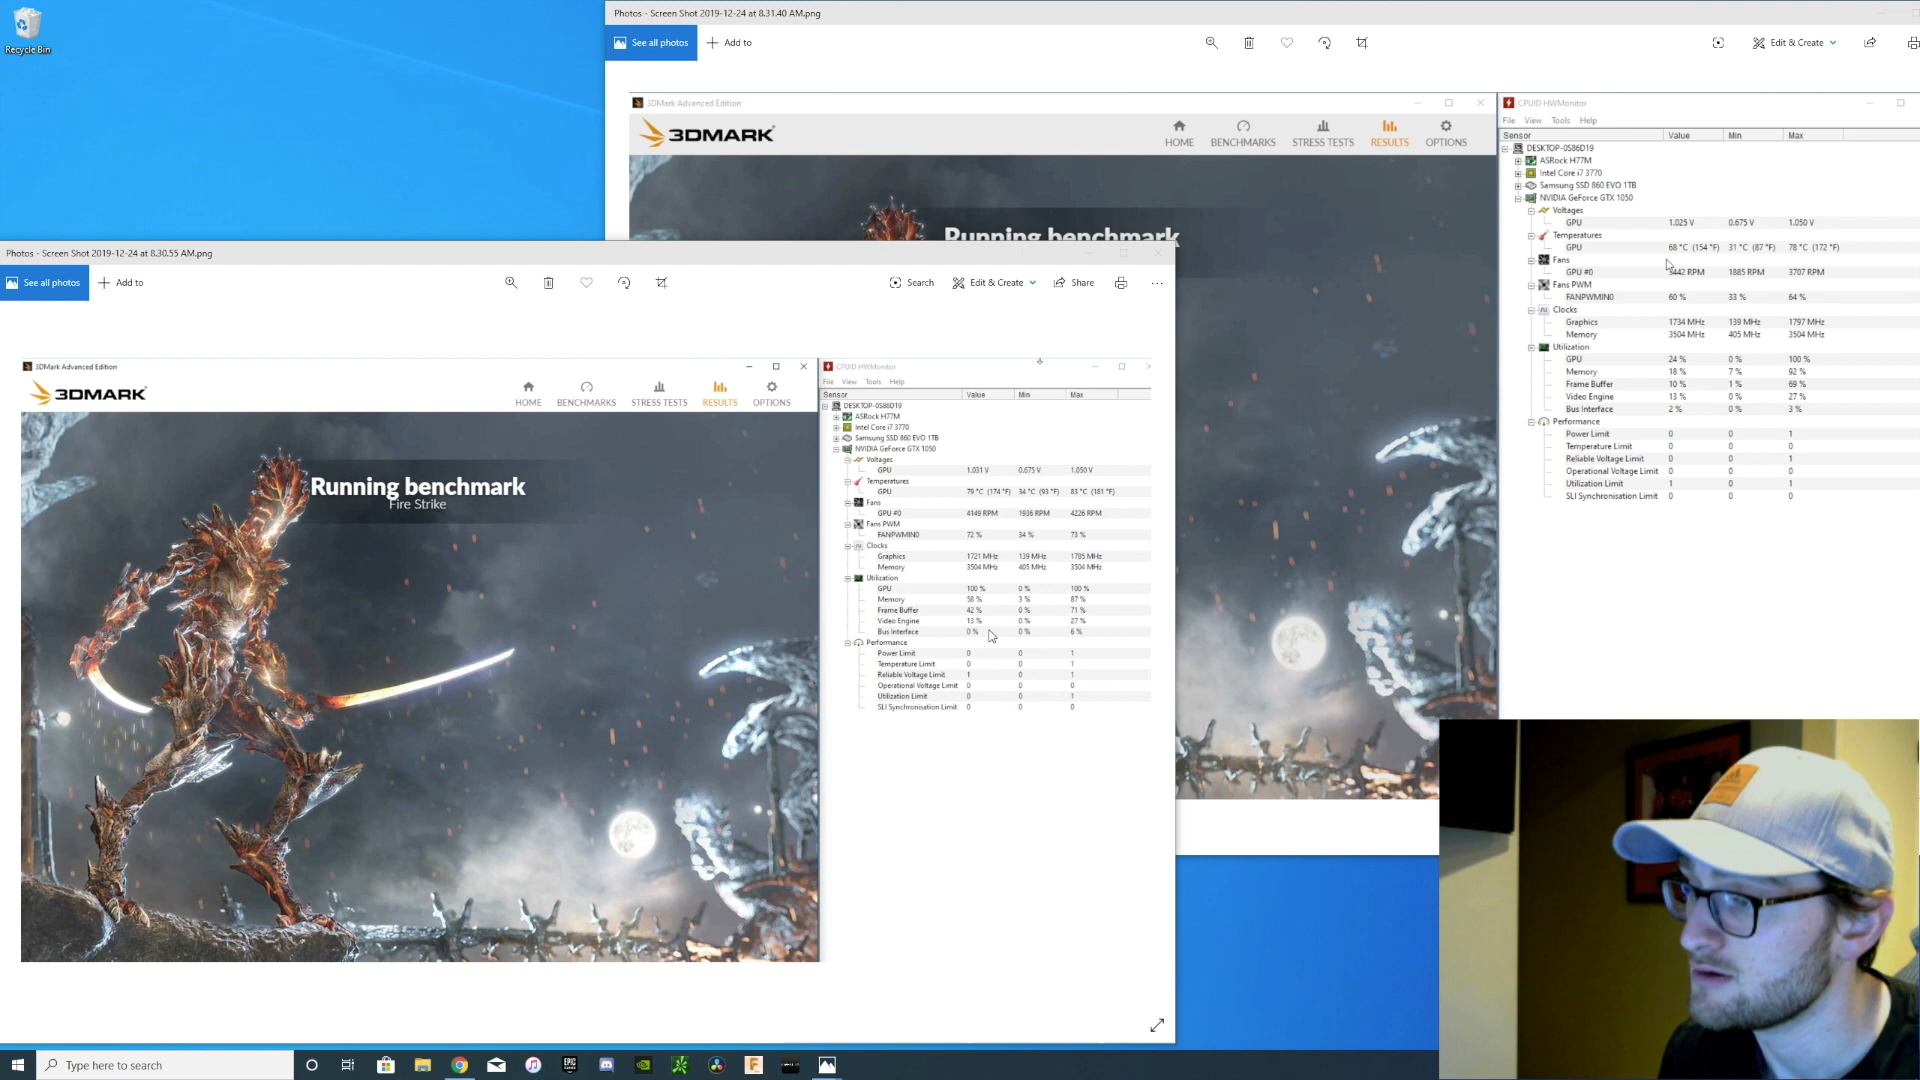 Recycle Bin
Photos - Screen Shot 2019-12-24 at 8.31.40 AM.png
See all photos
Add to
Edit & Create
3DMark Advanced Edition
3DMARK
HOME BENCHMARKS STRESS TESTS RESULTS OPTIONS
Running benchmark
CPUID HWMonitor
File View Tools Help
Sensor Value Min Max
DESKTOP-0S86D19
ASRock H77M
Intel Core i7 3770
Samsung SSD 860 EVO 1TB
NVIDIA GeForce GTX 1050
Voltages
GPU 1.025 V 0.675 V 1.050 V
Temperatures
GPU 68 °C (154 °F) 31 °C (87 °F) 78 °C (172 °F)
Fans
GPU #0 3442 RPM 1885 RPM 3707 RPM
Fans PWM
FANPWMIN0 60 % 33 % 64 %
Clocks
Graphics 1734 MHz 139 MHz 1797 MHz
Memory 3504 MHz 405 MHz 3504 MHz
Utilization
GPU 24 % 0 % 100 %
Memory 18 % 7 % 92 %
Frame Buffer 10 % 1 % 69 %
Video Engine 13 % 0 % 27 %
Bus Interface 2 % 0 % 3 %
Performance
Power Limit 0 0 1
Temperature Limit 0 0 0
Reliable Voltage Limit 0 0 1
Operational Voltage Limit 0 0 0
Utilization Limit 1 0 1
SLI Synchronisation Limit 0 0 0
Photos - Screen Shot 2019-12-24 at 8.30.55 AM.png
See all photos
Add to
Search
Edit & Create
Share
3DMark Advanced Edition
3DMARK
HOME BENCHMARKS STRESS TESTS RESULTS OPTIONS
Running benchmark
Fire Strike
CPUID HWMonitor
File View Tools Help
Sensor Value Min Max
DESKTOP-0S86D19
ASRock H77M
Intel Core i7 3770
Samsung SSD 860 EVO 1TB
NVIDIA GeForce GTX 1050
Voltages
GPU 1.031 V 0.675 V 1.050 V
Temperatures
GPU 79 °C (174 °F) 34 °C (93 °F) 83 °C (181 °F)
Fans
GPU #0 4149 RPM 1936 RPM 4226 RPM
Fans PWM
FANPWMIN0 72 % 34 % 73 %
Clocks
Graphics 1721 MHz 139 MHz 1785 MHz
Memory 3504 MHz 405 MHz 3504 MHz
Utilization
GPU 100 % 0 % 100 %
Memory 58 % 3 % 87 %
Frame Buffer 42 % 0 % 71 %
Video Engine 13 % 0 % 27 %
Bus Interface 0 % 0 % 6 %
Performance
Power Limit 0 0 1
Temperature Limit 0 0 1
Reliable Voltage Limit 1 0 1
Operational Voltage Limit 0 0 0
Utilization Limit 0 0 1
SLI Synchronisation Limit 0 0 0
Type here to search